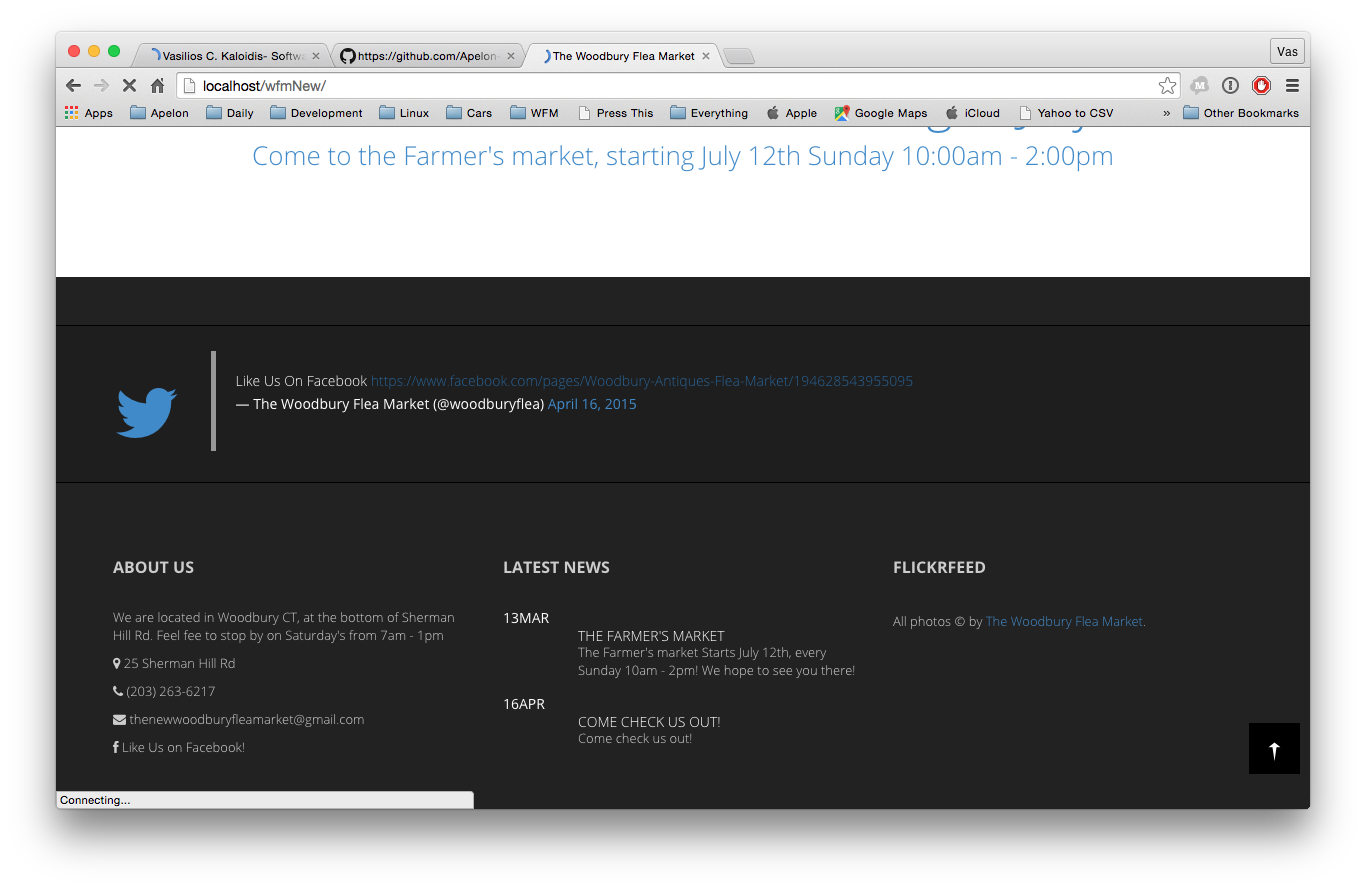 Vasilios C. Kaloidis- Softwa
https://github.com/Apelon-
The Woodbury Flea Market
Vas
localhost/wfmNew/
Apps
Apelon
Daily
Development
Linux
Cars
WFM
Press This
Everything
Apple
Google Maps
iCloud
Yahoo to CSV
»
Other Bookmarks
Come to the Farmer's market, starting July 12th Sunday 10:00am - 2:00pm
Like Us On Facebook https://www.facebook.com/pages/Woodbury-Antiques-Flea-Market/194628543955095
— The Woodbury Flea Market (@woodburyflea) April 16, 2015
ABOUT US
We are located in Woodbury CT, at the bottom of Sherman
Hill Rd. Feel fee to stop by on Saturday's from 7am - 1pm
25 Sherman Hill Rd
(203) 263-6217
thenewwoodburyfleamarket@gmail.com
Like Us on Facebook!
LATEST NEWS
13MAR
THE FARMER'S MARKET
The Farmer's market Starts July 12th, every
Sunday 10am - 2pm! We hope to see you there!
16APR
COME CHECK US OUT!
Come check us out!
FLICKRFEED
All photos © by The Woodbury Flea Market.
Connecting...